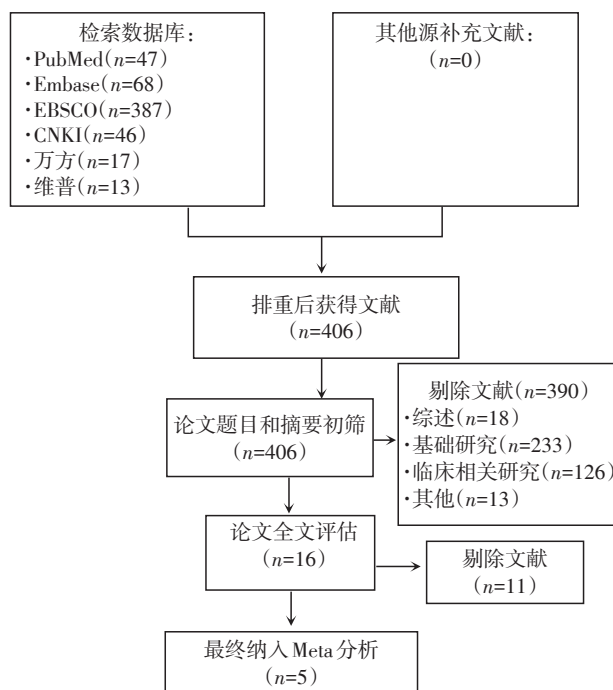 检索数据库：
·PubMed（n=47）
·Embase（n=68）
·EBSCO（n=387）
·CNKI（n=46）
·万方（n=17）
·维普（n=13）
其他源补充文献：
（n=0）
排重后获得文献
（n=406）
论文题目和摘要初筛
（n=406）
剔除文献（n=390）
·综述（n=18）
·基础研究（n=233）
·临床相关研究（n=126）
·其他（n=13）
论文全文评估
（n=16）
剔除文献
（n=11）
最终纳入Meta分析
（n=5）